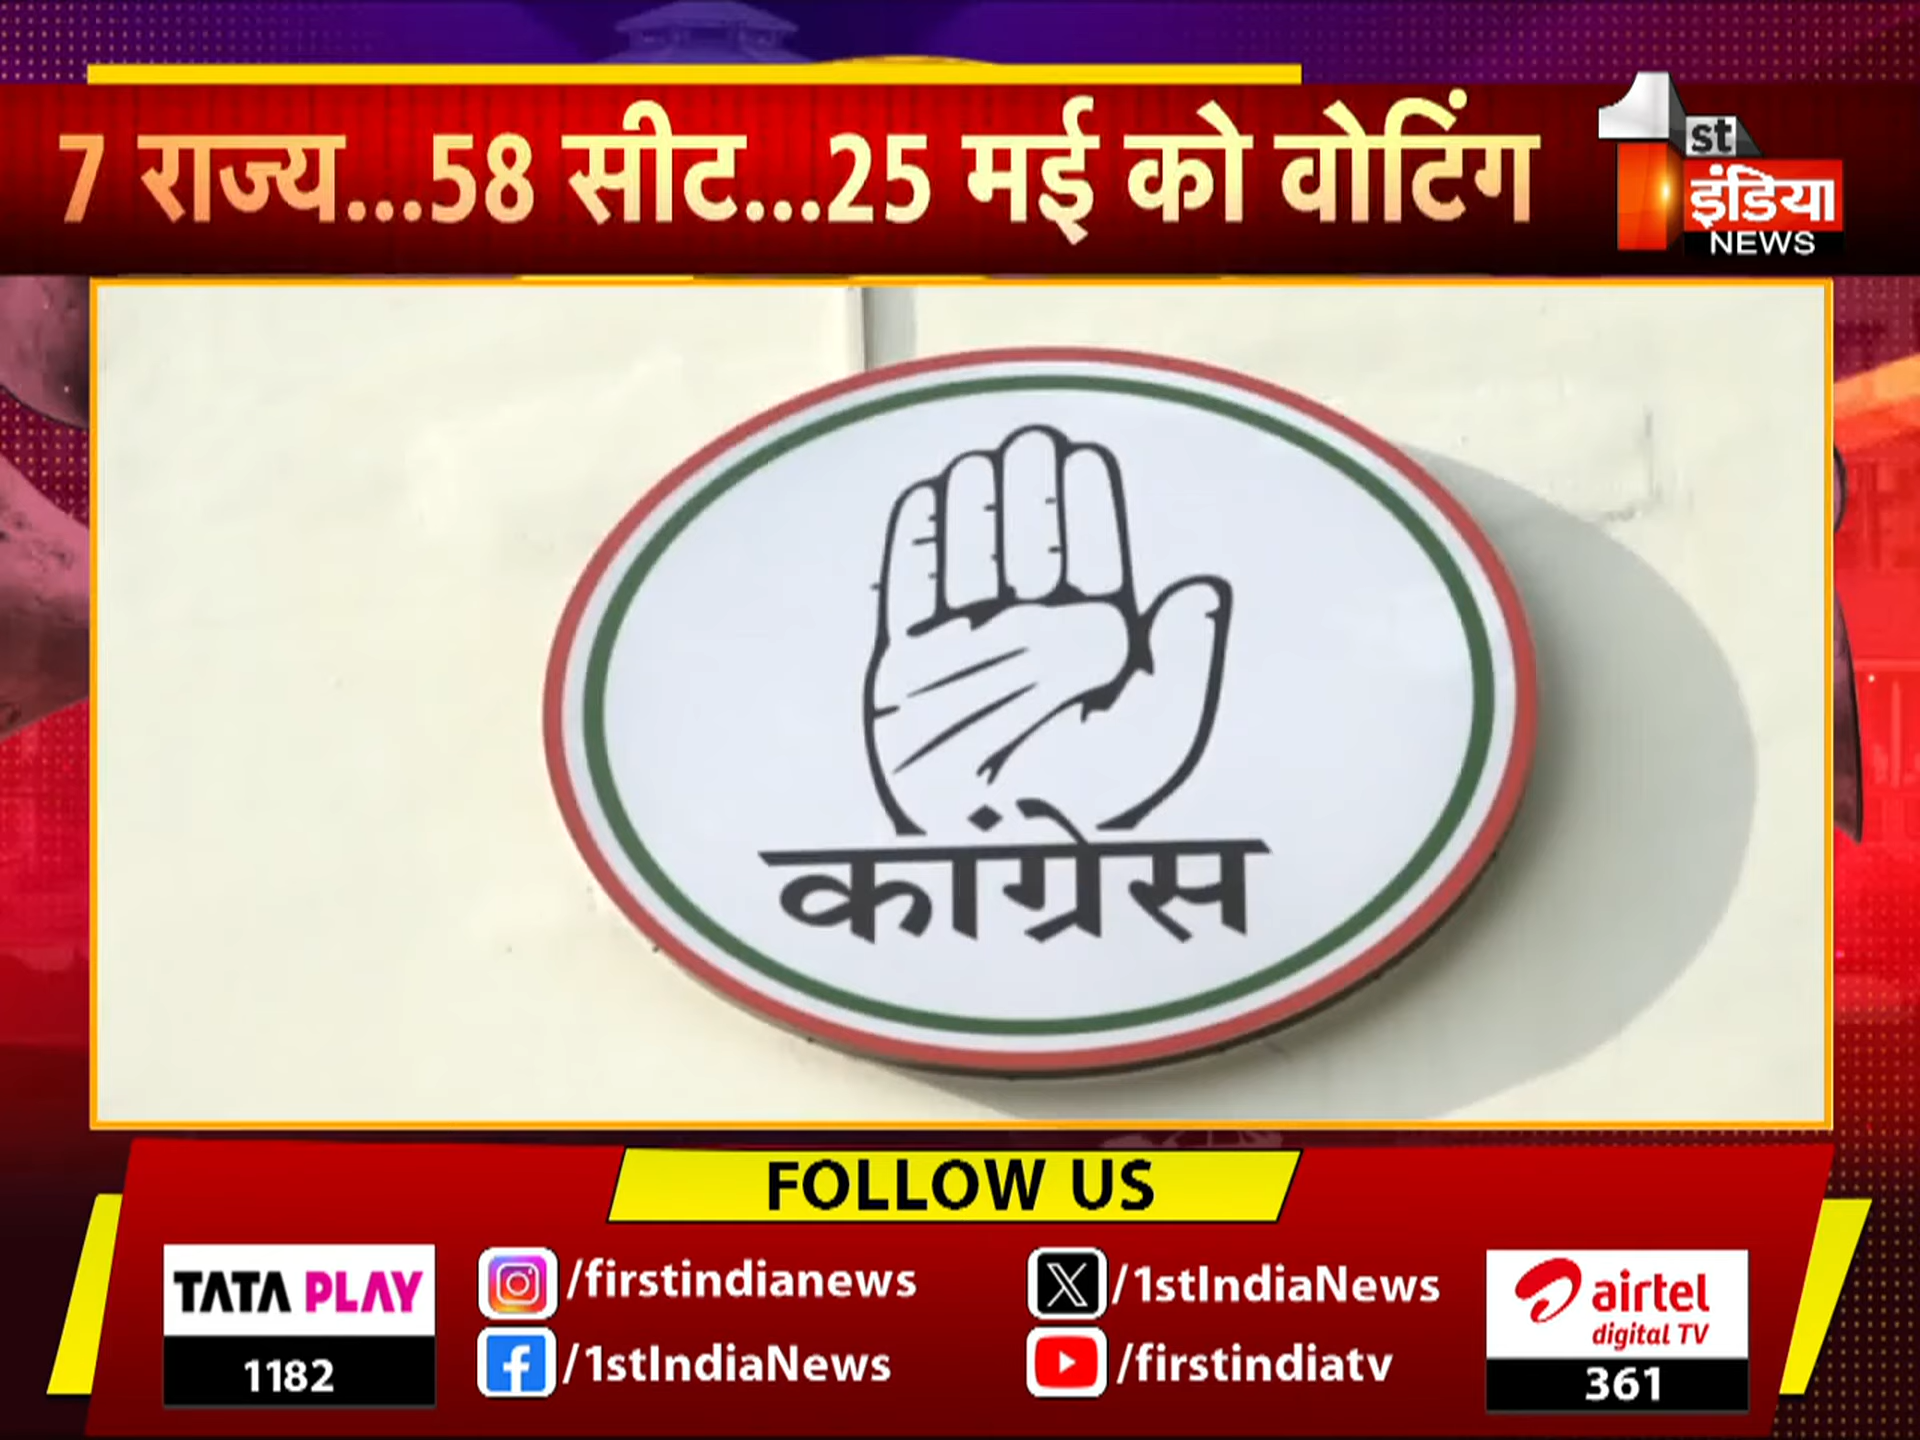 7 राज्य...58 सीट...25 मई को वोटिंग
1st
इंडिया
NEWS
कांग्रेस
FOLLOW US
TATA PLAY
1182
/firstindianews
/1stIndiaNews
/1stIndiaNews
/firstindiatv
airtel
digital TV
361